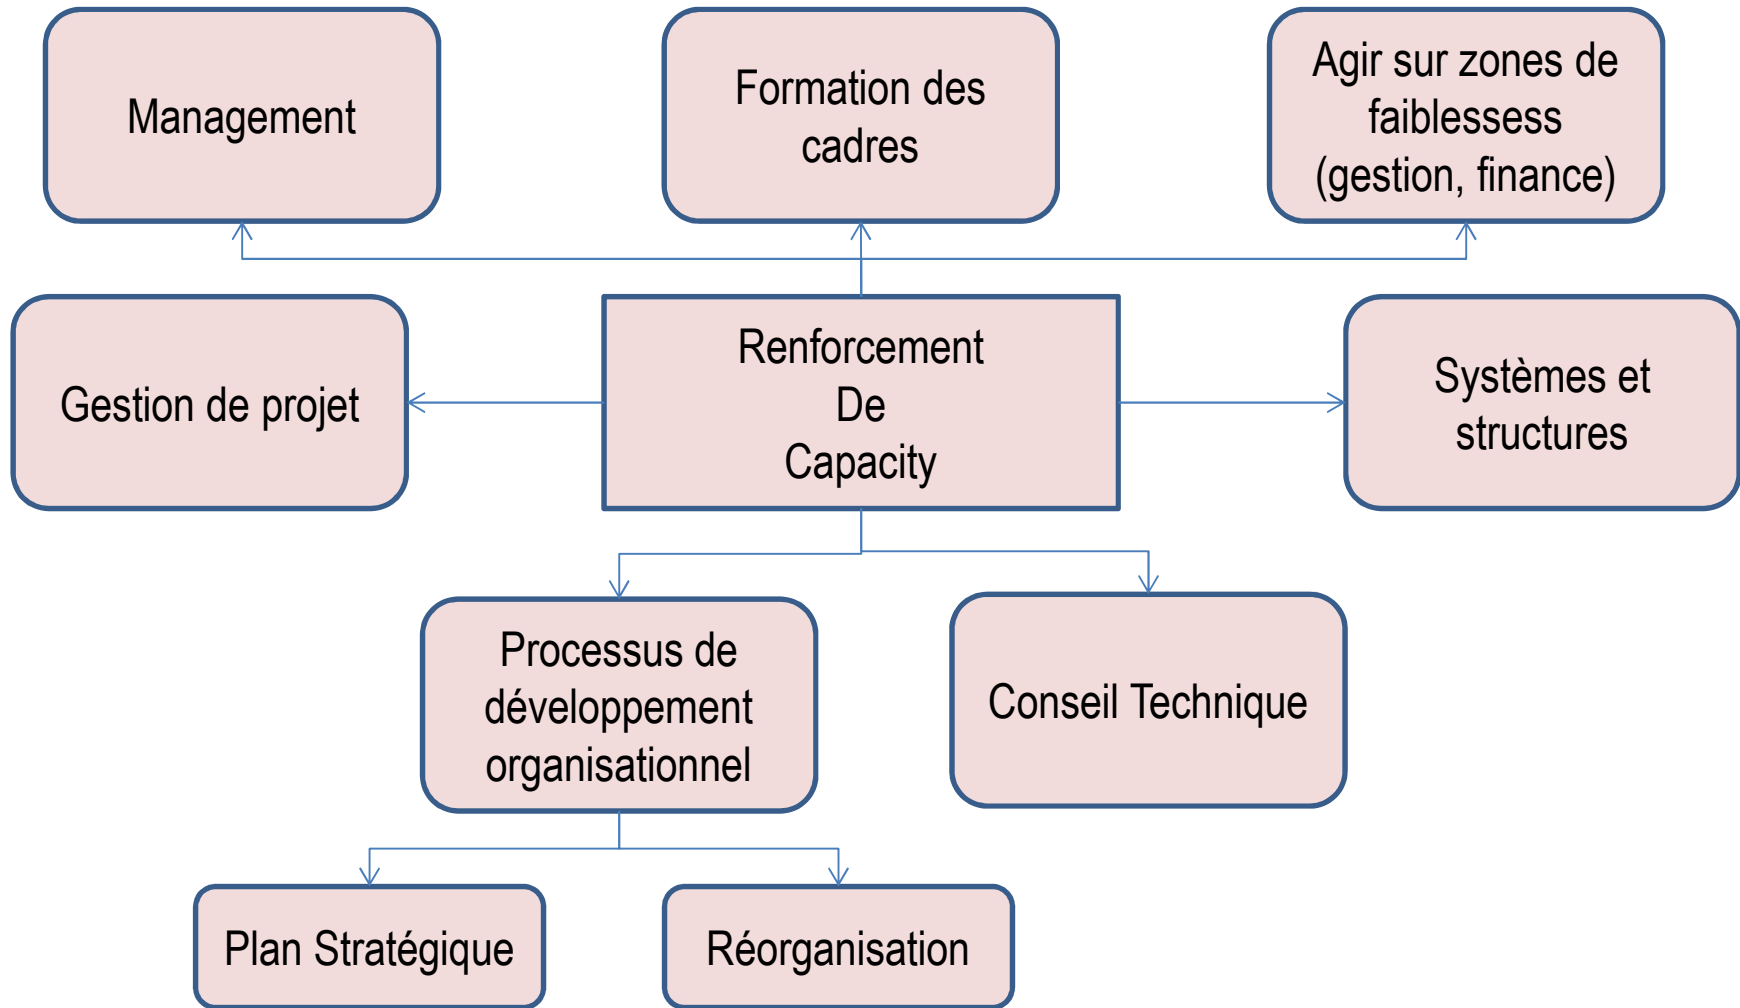 Management
Formation des
cadres
Agir sur zones de
faiblessess
(gestion, finance)
Gestion de projet
Renforcement
De
Capacity
Systèmes et
structures
Processus de
développement
organisationnel
Conseil Technique
Plan Stratégique
Réorganisation